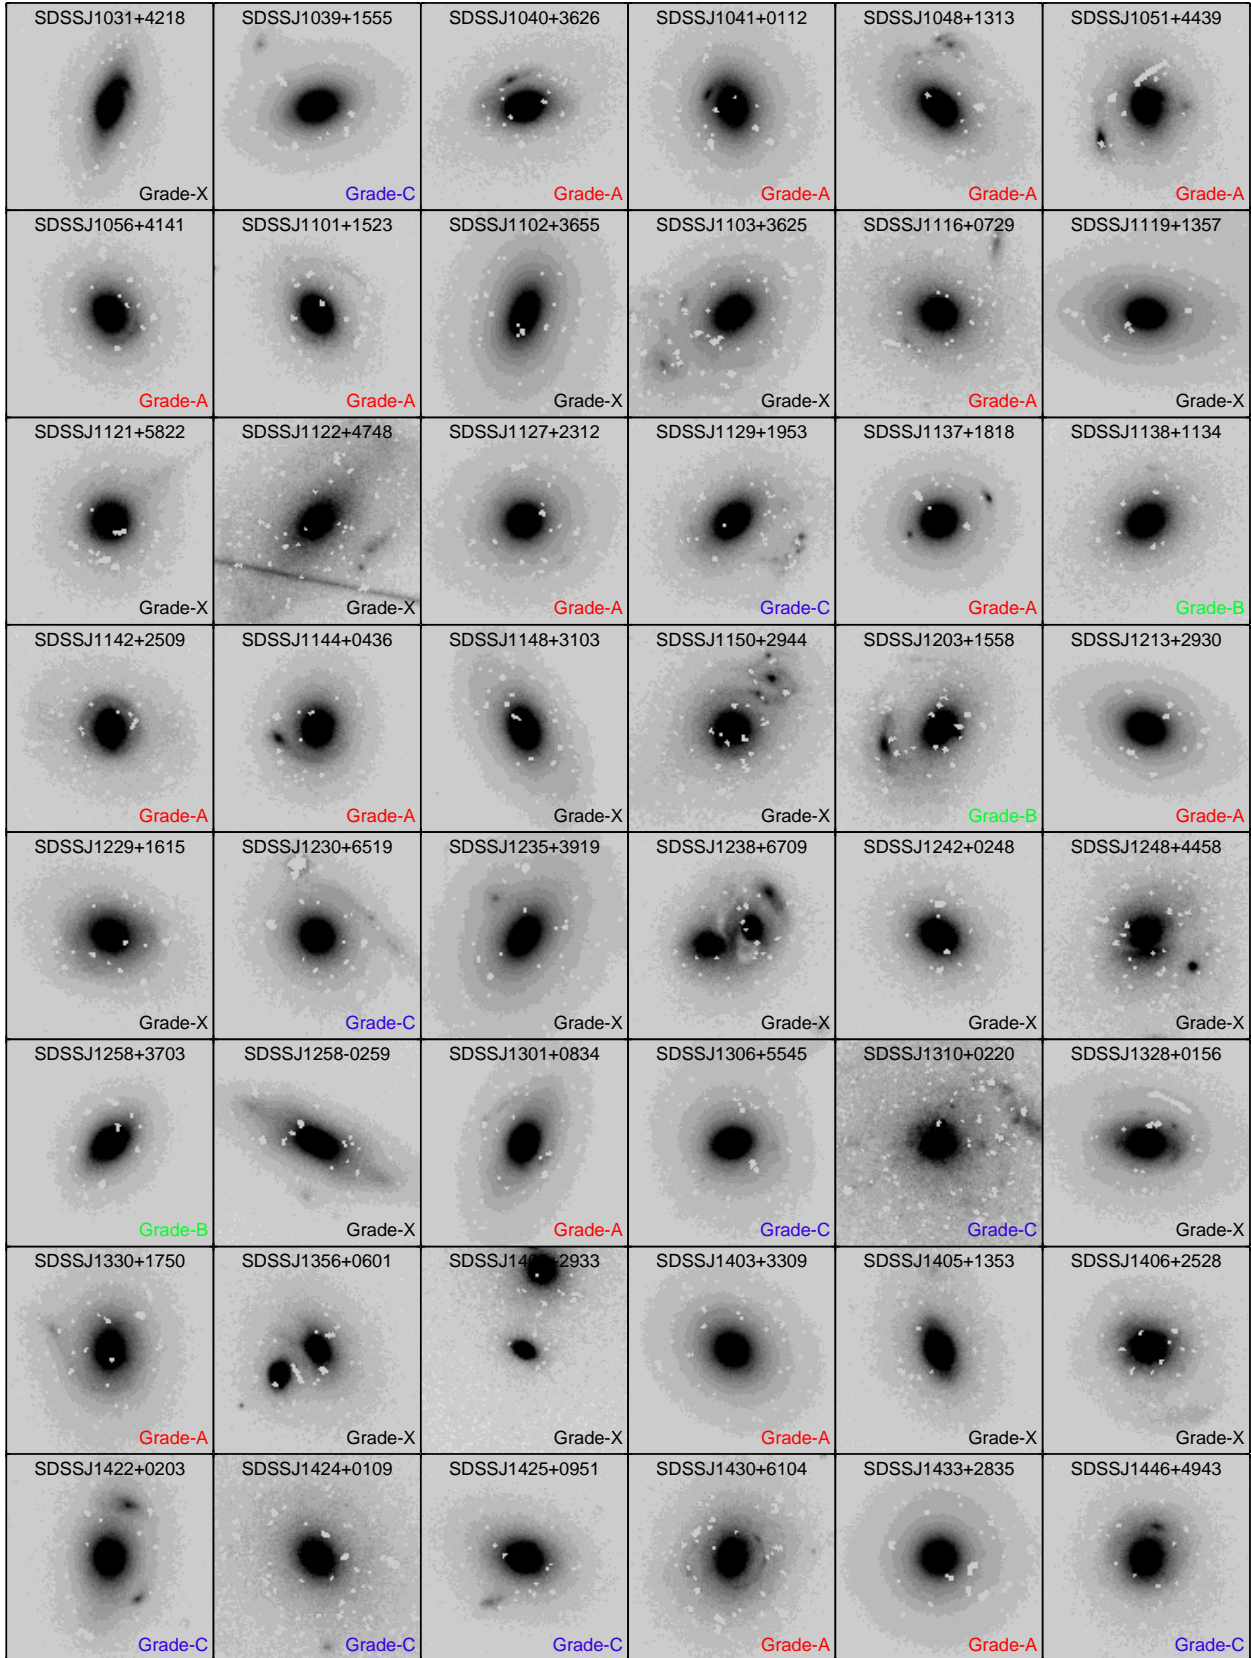 SDSSJ1031+4218 SDSSJ1039+1555 SDSSJ1040+3626 SDSSJ1041+0112 SDSSJ1048+1313 SDSSJ1051+4439
Grade-X Grade-C Grade-A Grade-A Grade-A Grade-A
SDSSJ1056+4141 SDSSJ1101+1523 SDSSJ1102+3655 SDSSJ1103+3625 SDSSJ1116+0729 SDSSJ1119+1357
Grade-A Grade-A Grade-X Grade-X Grade-A Grade-X
SDSSJ1121+5822 SDSSJ1122+4748 SDSSJ1127+2312 SDSSJ1129+1953 SDSSJ1137+1818 SDSSJ1138+1134
Grade-X Grade-X Grade-A Grade-C Grade-A Grade-B
SDSSJ1142+2509 SDSSJ1144+0436 SDSSJ1148+3103 SDSSJ1150+2944 SDSSJ1203+1558 SDSSJ1213+2930
Grade-A Grade-A Grade-X Grade-X Grade-B Grade-A
SDSSJ1229+1615 SDSSJ1230+6519 SDSSJ1235+3919 SDSSJ1238+6709 SDSSJ1242+0248 SDSSJ1248+4458
Grade-X Grade-C Grade-X Grade-X Grade-X Grade-X
SDSSJ1258+3703 SDSSJ1258-0259 SDSSJ1301+0834 SDSSJ1306+5545 SDSSJ1310+0220 SDSSJ1328+0156
Grade-B Grade-X Grade-A Grade-C Grade-C Grade-X
SDSSJ1330+1750 SDSSJ1356+0601 SDSSJ1403+3309 SDSSJ1405+1353 SDSSJ1406+2528
Grade-A Grade-X Grade-X Grade-A Grade-X Grade-X
SDSSJ1422+0203 SDSSJ1424+0109 SDSSJ1425+0951 SDSSJ1430+6104 SDSSJ1433+2835 SDSSJ1446+4943
Grade-C Grade-C Grade-C Grade-A Grade-A Grade-C